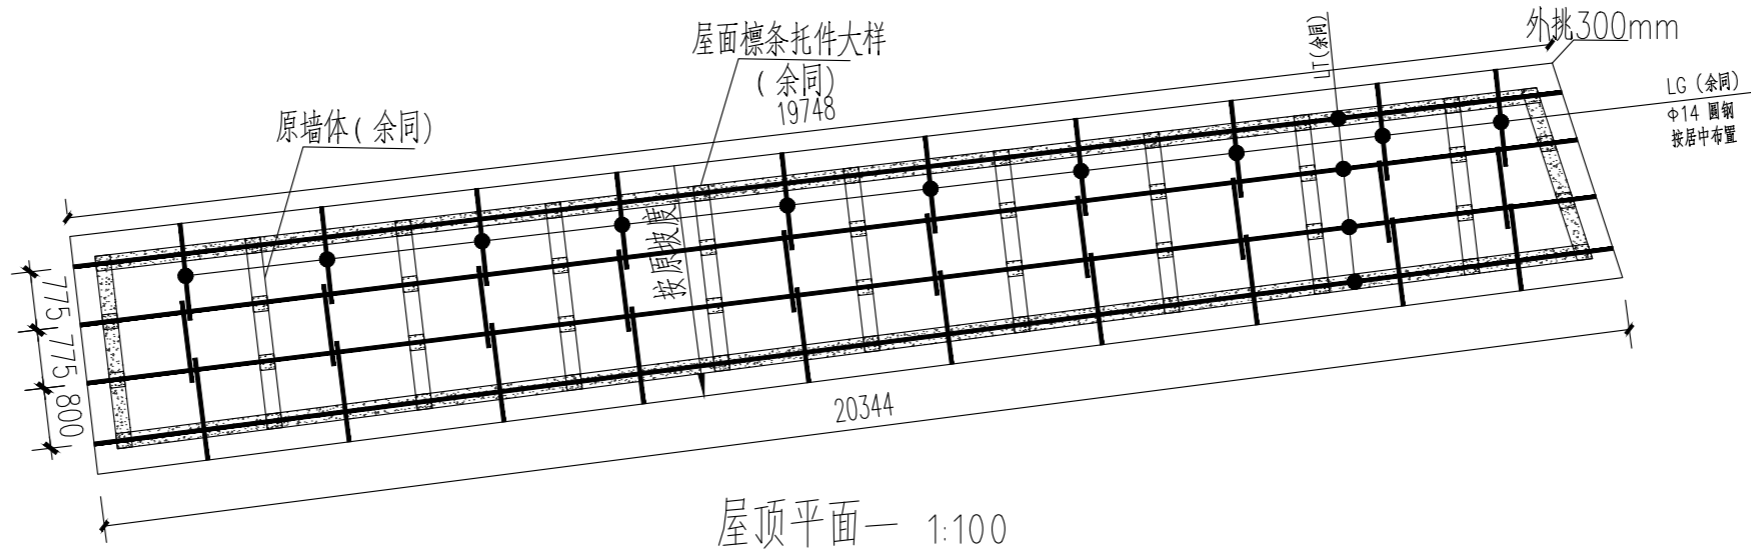 屋面檩条托件大样
(余同)
19748
原墙体(余同)
LT(余同)
外挑300mm
LG(余同)
Φ14 圆钢
按居中布置
按原坡度
775
775
800
20344
屋顶平面一 1:100